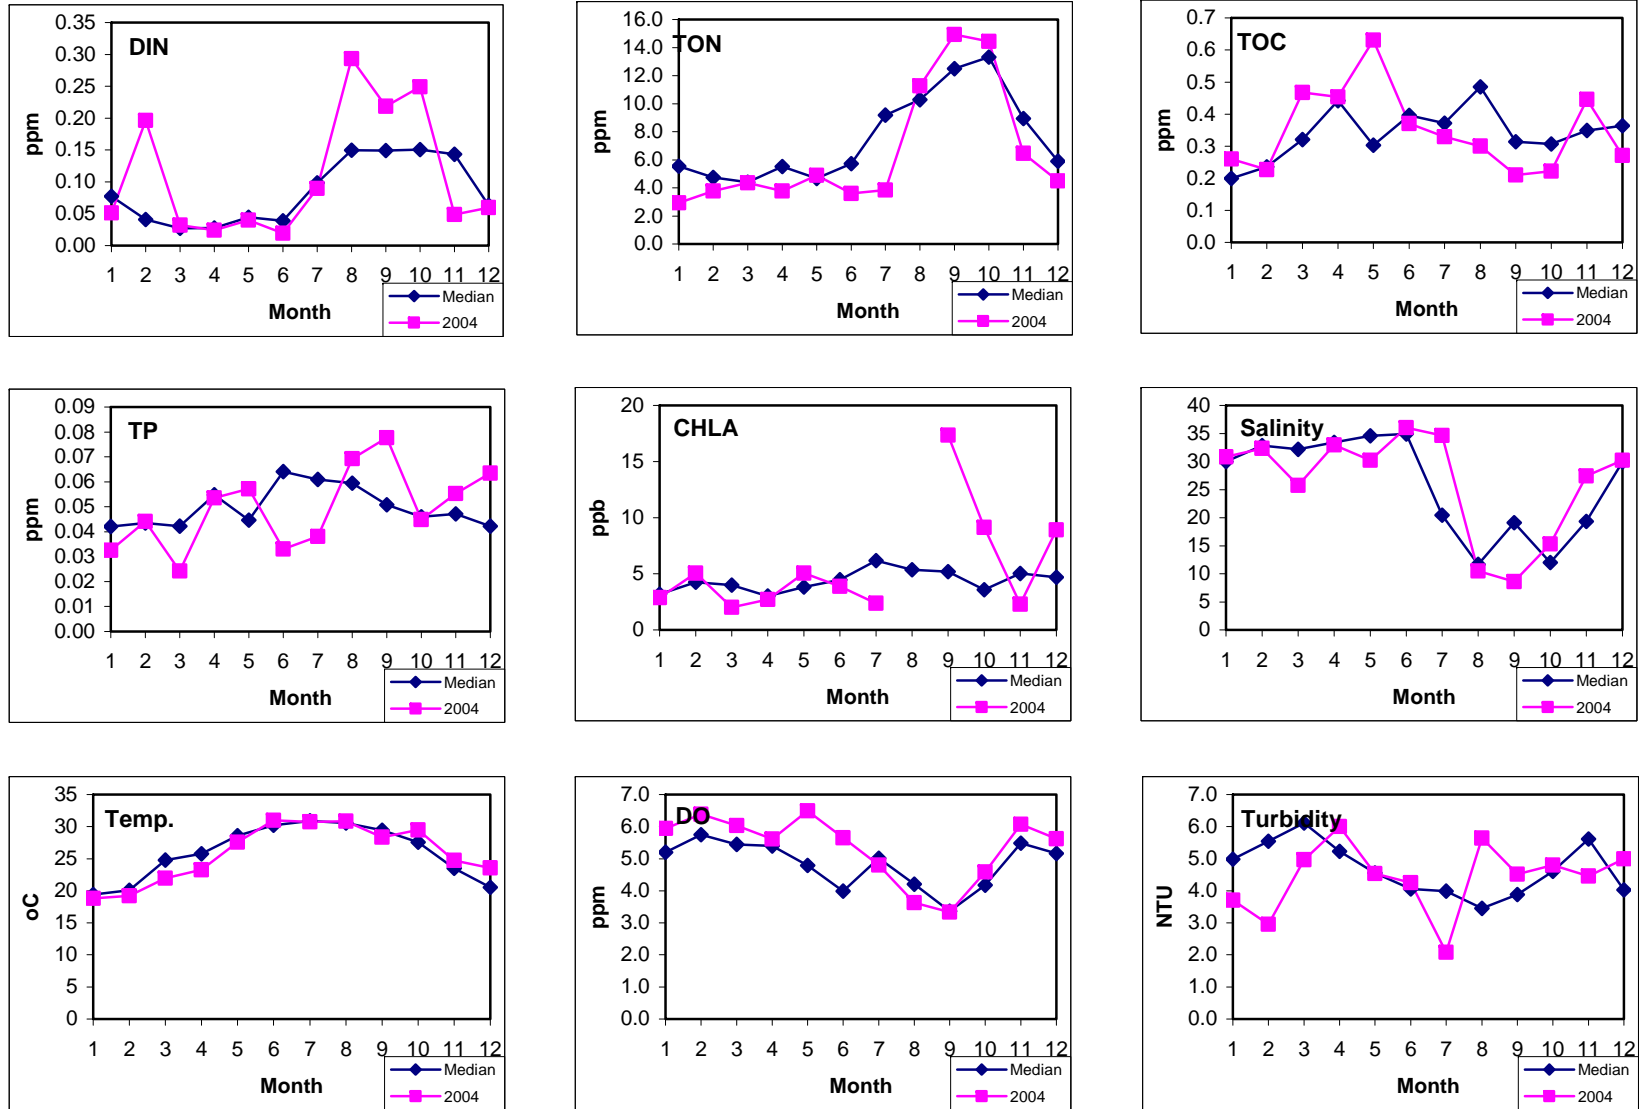 DIN
0.35
0.30
0.25
0.20
0.15
0.10
0.05
0.00
ppm
1 2 3 4 5 6 7 8 9 10 11 12
Month
Median
2004
TON
16.0
14.0
12.0
10.0
8.0
6.0
4.0
2.0
0.0
ppm
1 2 3 4 5 6 7 8 9 10 11 12
Month
Median
2004
TOC
0.7
0.6
0.5
0.4
0.3
0.2
0.1
0.0
ppm
1 2 3 4 5 6 7 8 9 10 11 12
Month
Median
2004
TP
0.09
0.08
0.07
0.06
0.05
0.04
0.03
0.02
0.01
0.00
ppm
1 2 3 4 5 6 7 8 9 10 11 12
Month
Median
2004
CHLA
20
15
10
5
0
ppb
1 2 3 4 5 6 7 8 9 10 11 12
Month
Median
2004
Salinity
40
35
30
25
20
15
10
5
0
1 2 3 4 5 6 7 8 9 10 11 12
Month
Median
2004
Temp.
35
30
25
20
15
10
5
0
oC
1 2 3 4 5 6 7 8 9 10 11 12
Month
Median
2004
DO
7.0
6.0
5.0
4.0
3.0
2.0
1.0
0.0
ppm
1 2 3 4 5 6 7 8 9 10 11 12
Month
Median
2004
Turbidity
7.0
6.0
5.0
4.0
3.0
2.0
1.0
0.0
NTU
1 2 3 4 5 6 7 8 9 10 11 12
Month
Median
2004